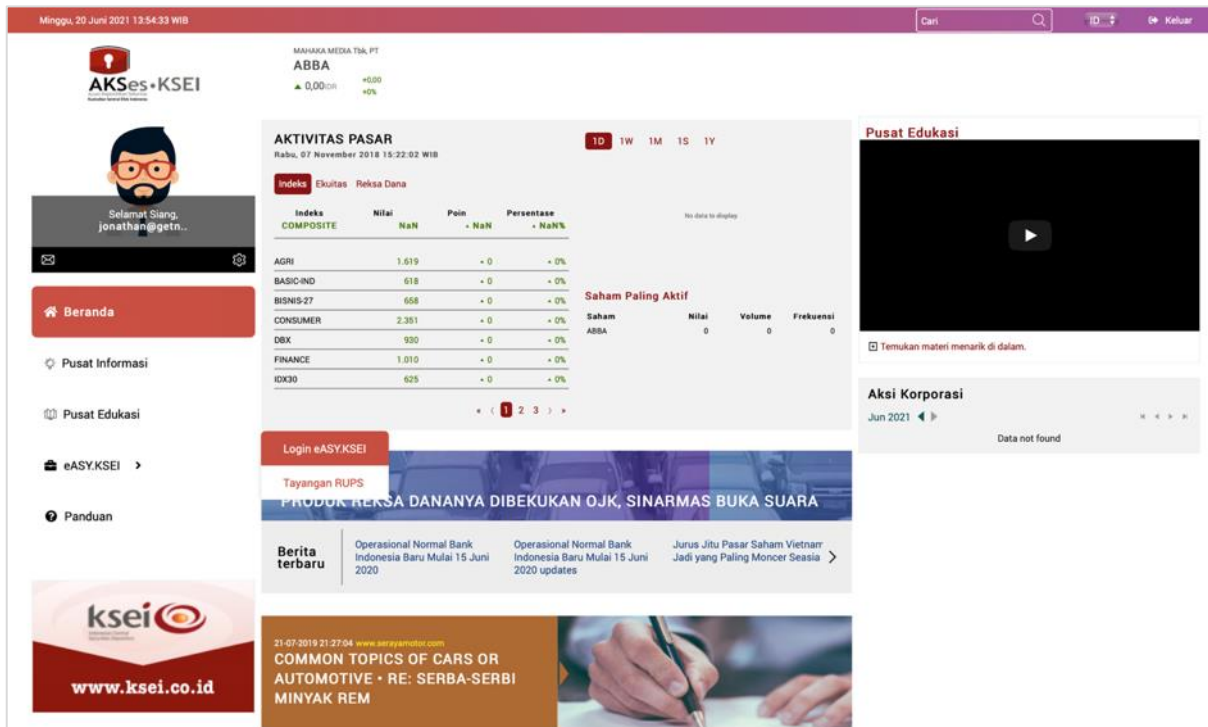 Minggu, 20 Juni 2021 13:54:33 WIB
Cari
ID
Keluar
AKSes•KSEI
MAHAKA MEDIA Tbk, PT
ABBA
▲ 0,00 IDR
+0,00
+0%
Selamat Siang,
jonathan@getn..
Beranda
Pusat Informasi
Pusat Edukasi
eASY.KSEI >
Panduan
ksei
www.ksei.co.id
AKTIVITAS PASAR
Rabu, 07 November 2018 15:22:02 WIB
Indeks Ekuitas Reksa Dana
Indeks Nilai Poin Persentase
COMPOSITE NaN NaN NaN%
AGRI 1.619 0 0%
BASIC-IND 618 0 0%
BISNIS-27 658 0 0%
CONSUMER 2.351 0 0%
DBX 930 0 0%
FINANCE 1.010 0 0%
IDX30 625 0 0%
« ‹ 1 2 3 › »
1D 1W 1M 1S 1Y
No data to display
Saham Paling Aktif
Saham Nilai Volume Frekuensi
ABBA 0 0 0
Login eASY.KSEI
Tayangan RUPS
PRODUK REKSA DANANYA DIBEKUKAN OJK, SINARMAS BUKA SUARA
Berita
terbaru
Operasional Normal Bank
Indonesia Baru Mulai 15 Juni
2020
Operasional Normal Bank
Indonesia Baru Mulai 15 Juni
2020 updates
Jurus Jitu Pasar Saham Vietnam
Jadi yang Paling Moncer Seasia
21-07-2019 21:27:04 www.serayamotor.com
COMMON TOPICS OF CARS OR
AUTOMOTIVE • RE: SERBA-SERBI
MINYAK REM
Pusat Edukasi
Temukan materi menarik di dalam.
Aksi Korporasi
Jun 2021
Data not found